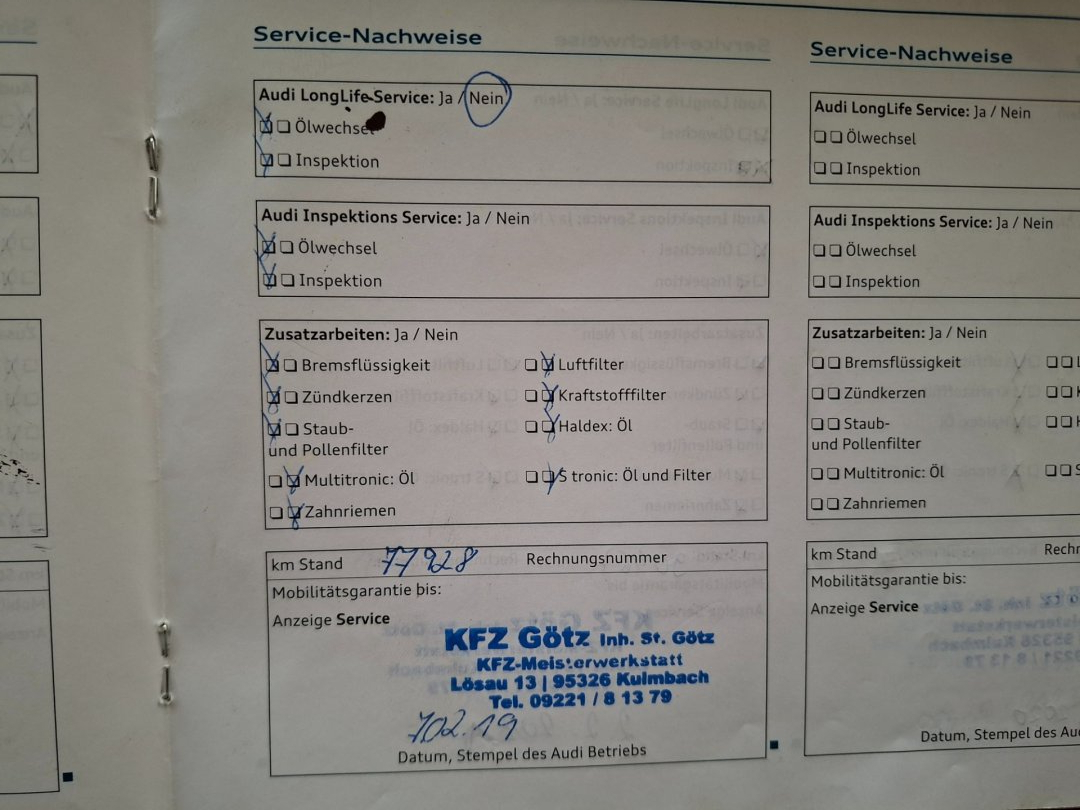 Service-Nachweise
Audi LongLife Service: Ja / Nein
Ölwechsel
Inspektion
Audi Inspektions Service: Ja / Nein
Ölwechsel
Inspektion
Zusatzarbeiten: Ja / Nein
Bremsflüssigkeit Luftfilter
Zündkerzen Kraftstofffilter
Staub- Haldex: Öl
und Pollenfilter
Multitronic: Öl S tronic: Öl und Filter
Zahnriemen
km Stand 77928 Rechnungsnummer
Mobilitätsgarantie bis:
Anzeige Service
KFZ Götz Inh. St. Götz
KFZ-Meisterwerkstatt
Lösau 13 | 95326 Kulmbach
Tel. 09221 / 8 13 79
Datum, Stempel des Audi Betriebs
Service-Nachweise
Audi LongLife Service: Ja / Nein
Ölwechsel
Inspektion
Audi Inspektions Service: Ja / Nein
Ölwechsel
Inspektion
Zusatzarbeiten: Ja / Nein
Bremsflüssigkeit
Zündkerzen
Staub-
und Pollenfilter
Multitronic: Öl
Zahnriemen
km Stand
Mobilitätsgarantie bis:
Anzeige Service
Datum, Stempel des